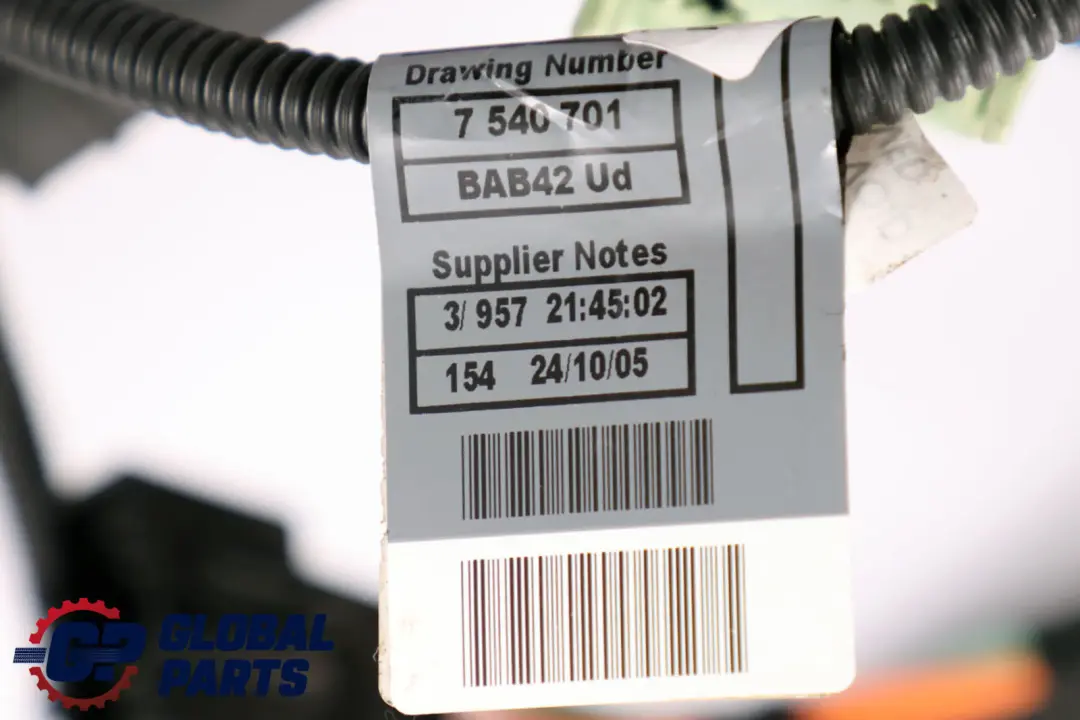 Drawing Number
7 540 701
BAB42 Ud
Supplier Notes
3/ 957 21:45:02
154 24/10/05
GP GLOBAL
PARTS